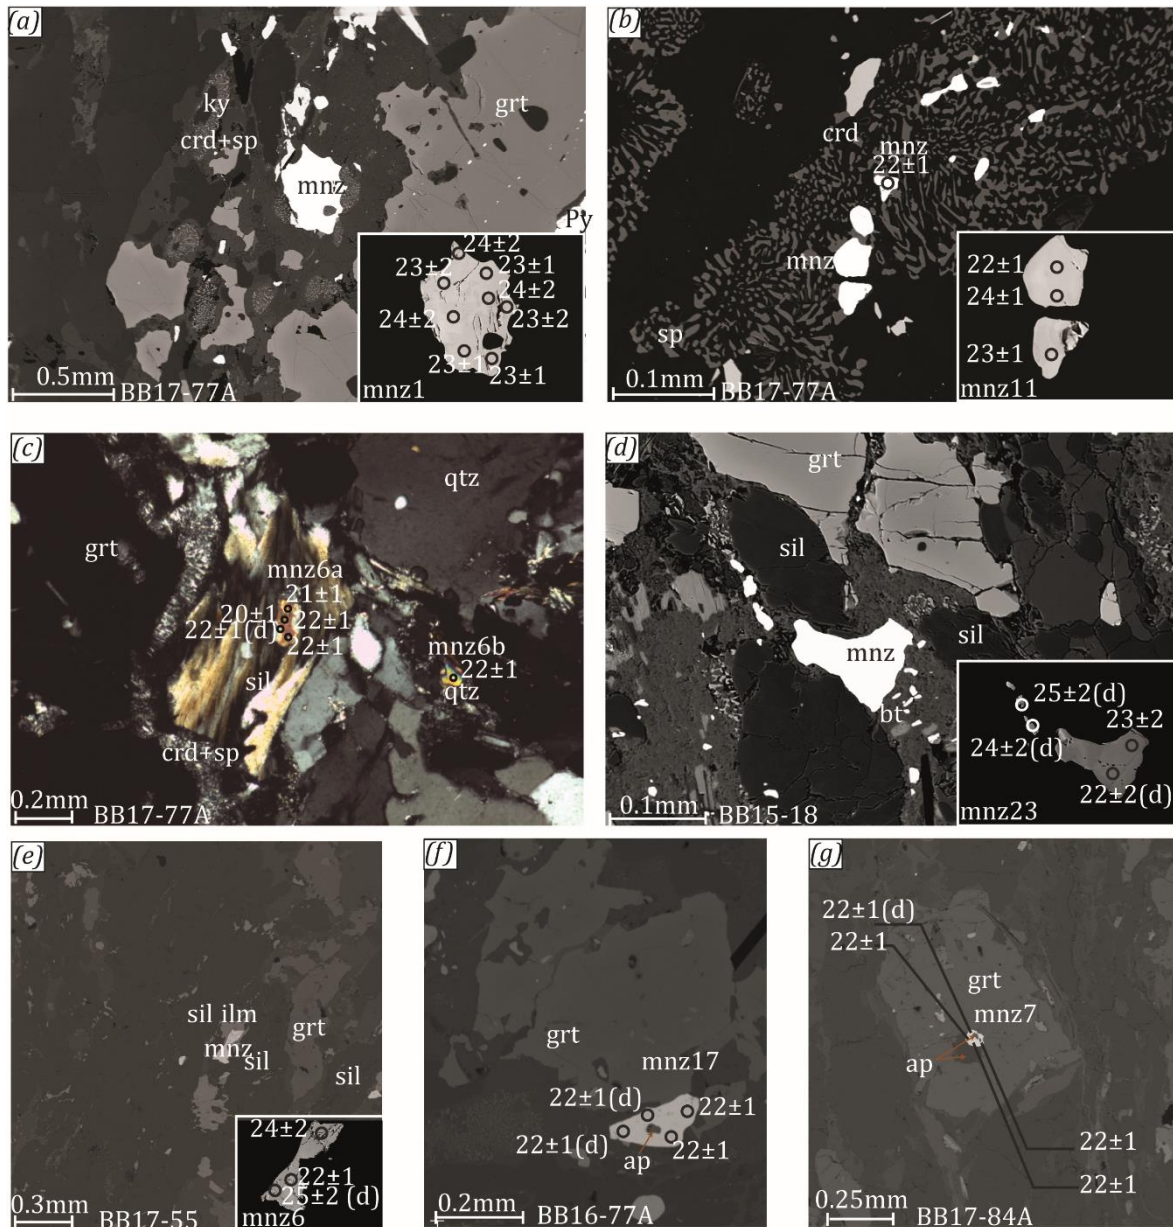 (a)
ky
crd+sp
grt
mnz
Py
24±2
23±2
23±1
24±2
24±2
23±2
23±1
23±1
mnz1
0.5mm
BB17-77A
(b)
crd
mnz
22±1
mnz
sp
22±1
24±1
23±1
mnz11
0.1mm
BB17-77A
(c)
qtz
grt
mnz6a
21±1
20±1
22±1
22±1(d)
22±1
mnz6b
22±1
qtz
sil
crd+sp
0.2mm
BB17-77A
(d)
grt
sil
sil
mnz
bt
25±2(d)
23±2
24±2(d)
22±2(d)
mnz23
0.1mm
BB15-18
(e)
sil ilm
grt
mnz
sil
sil
24±2
22±1
25±2 (d)
mnz6
0.3mm
BB17-55
(f)
grt
mnz17
22±1(d)
22±1
22±1(d)
22±1
ap
0.2mm
BB16-77A
(g)
22±1(d)
22±1
grt
mnz7
ap
22±1
22±1
0.25mm
BB17-84A